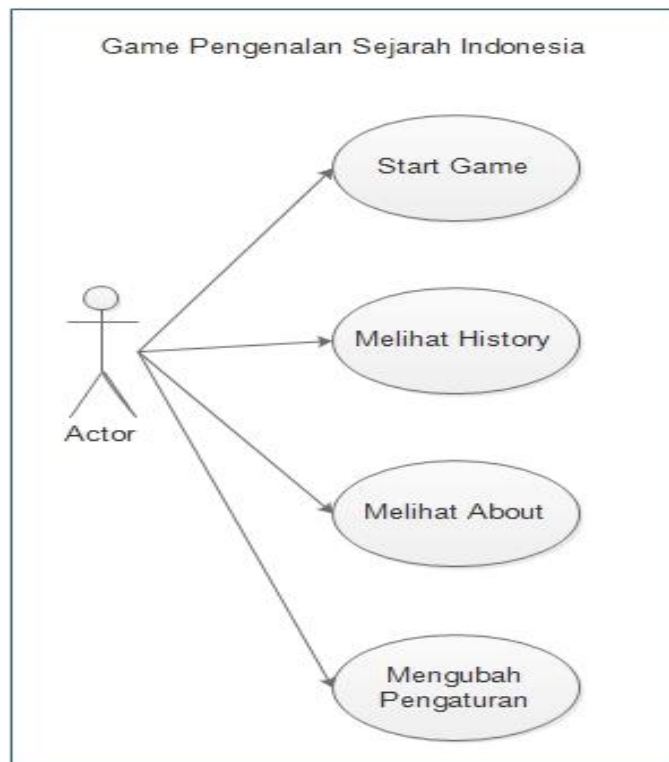 Game Pengenalan Sejarah Indonesia
Start Game
Melihat History
Actor
Melihat About
Mengubah
Pengaturan